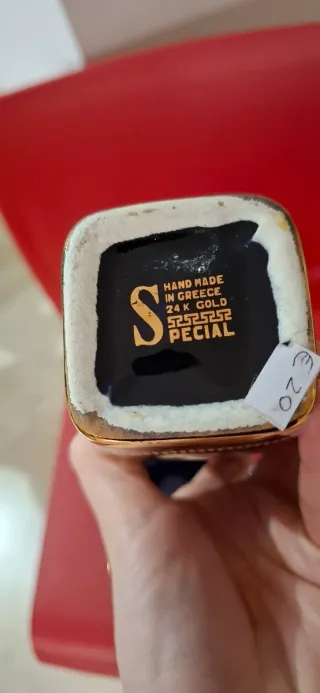 HAND MADE
IN GREECE
24 K GOLD
SPECIAL
€ 20